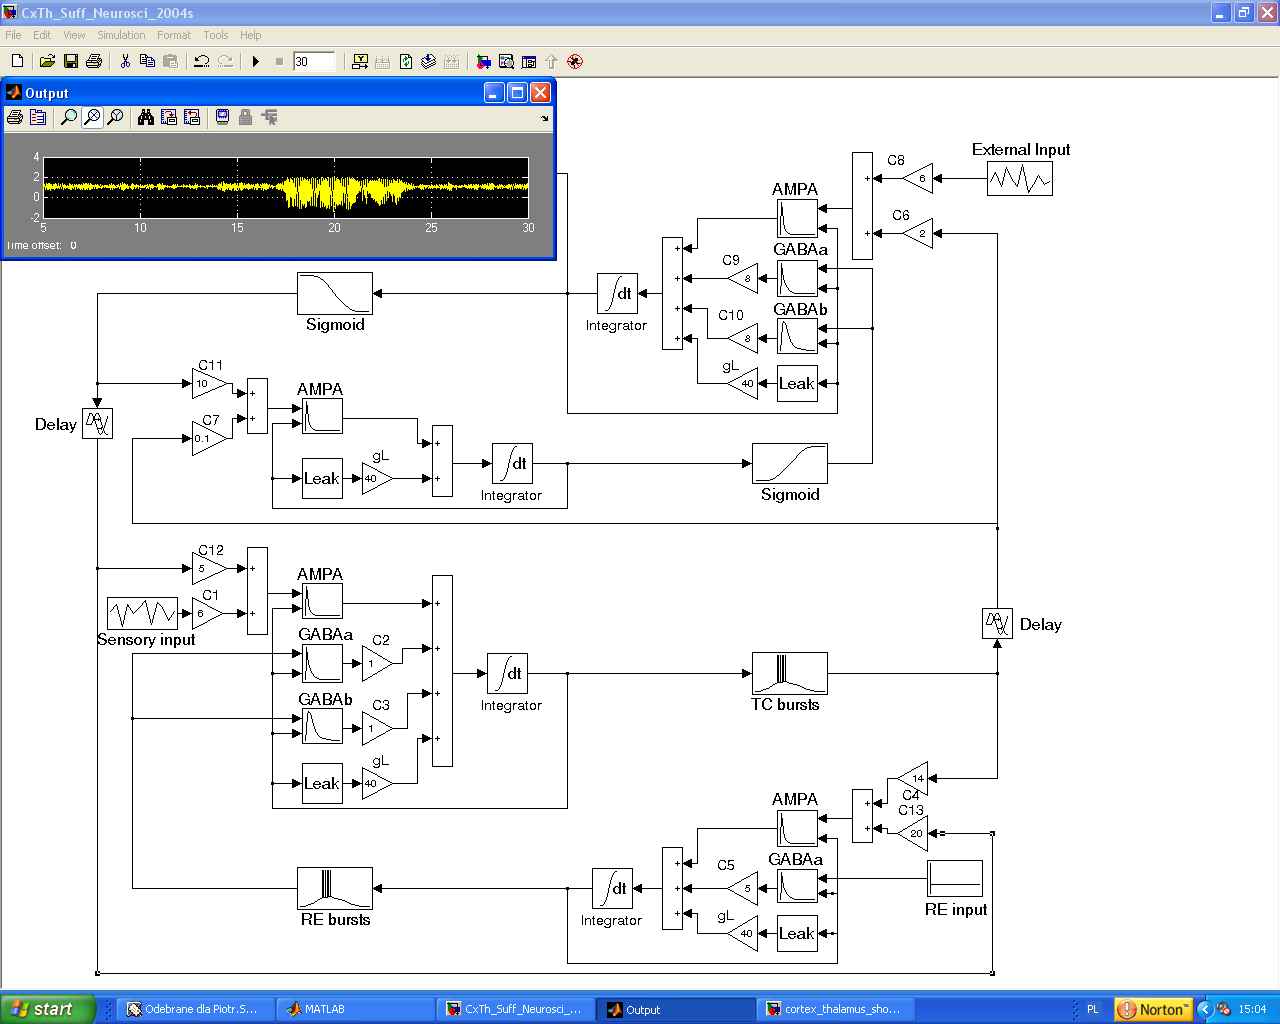 CxTh_Suff_Neurosci_2004s
File Edit View Simulation Format Tools Help
30
Output
4
2
0
-2
5 10 15 20 25 30
Time offset: 0
External Input
C8
6
C6
2
AMPA
GABAa
C9
8
GABAb
C10
8
gL
40
Leak
dt
Integrator
Sigmoid
C11
10
AMPA
Delay
C7
0.1
gL
Leak
40
dt
Integrator
Sigmoid
C12
5
AMPA
C1
6
Sensory input
GABAa
C2
1
GABAb
C3
1
gL
Leak
40
dt
Integrator
TC bursts
Delay
14
C4
C13
20
AMPA
GABAa
C5
5
gL
40
Leak
RE input
dt
Integrator
RE bursts
start
Odebrane dla Piotr.S...
MATLAB
CxTh_Suff_Neurosci_...
Output
cortex_thalamus_sho...
PL
Norton™
15:04